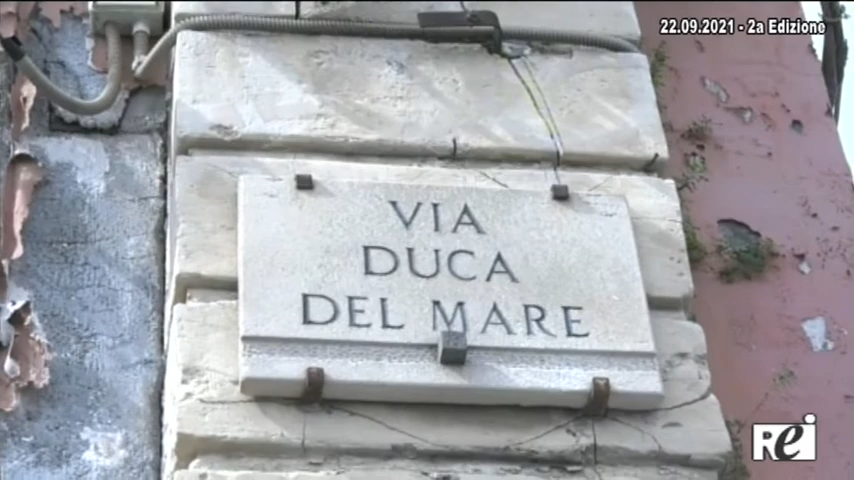 22.09.2021 - 2a Edizione
VIA
DUCA
DEL MARE
Rei